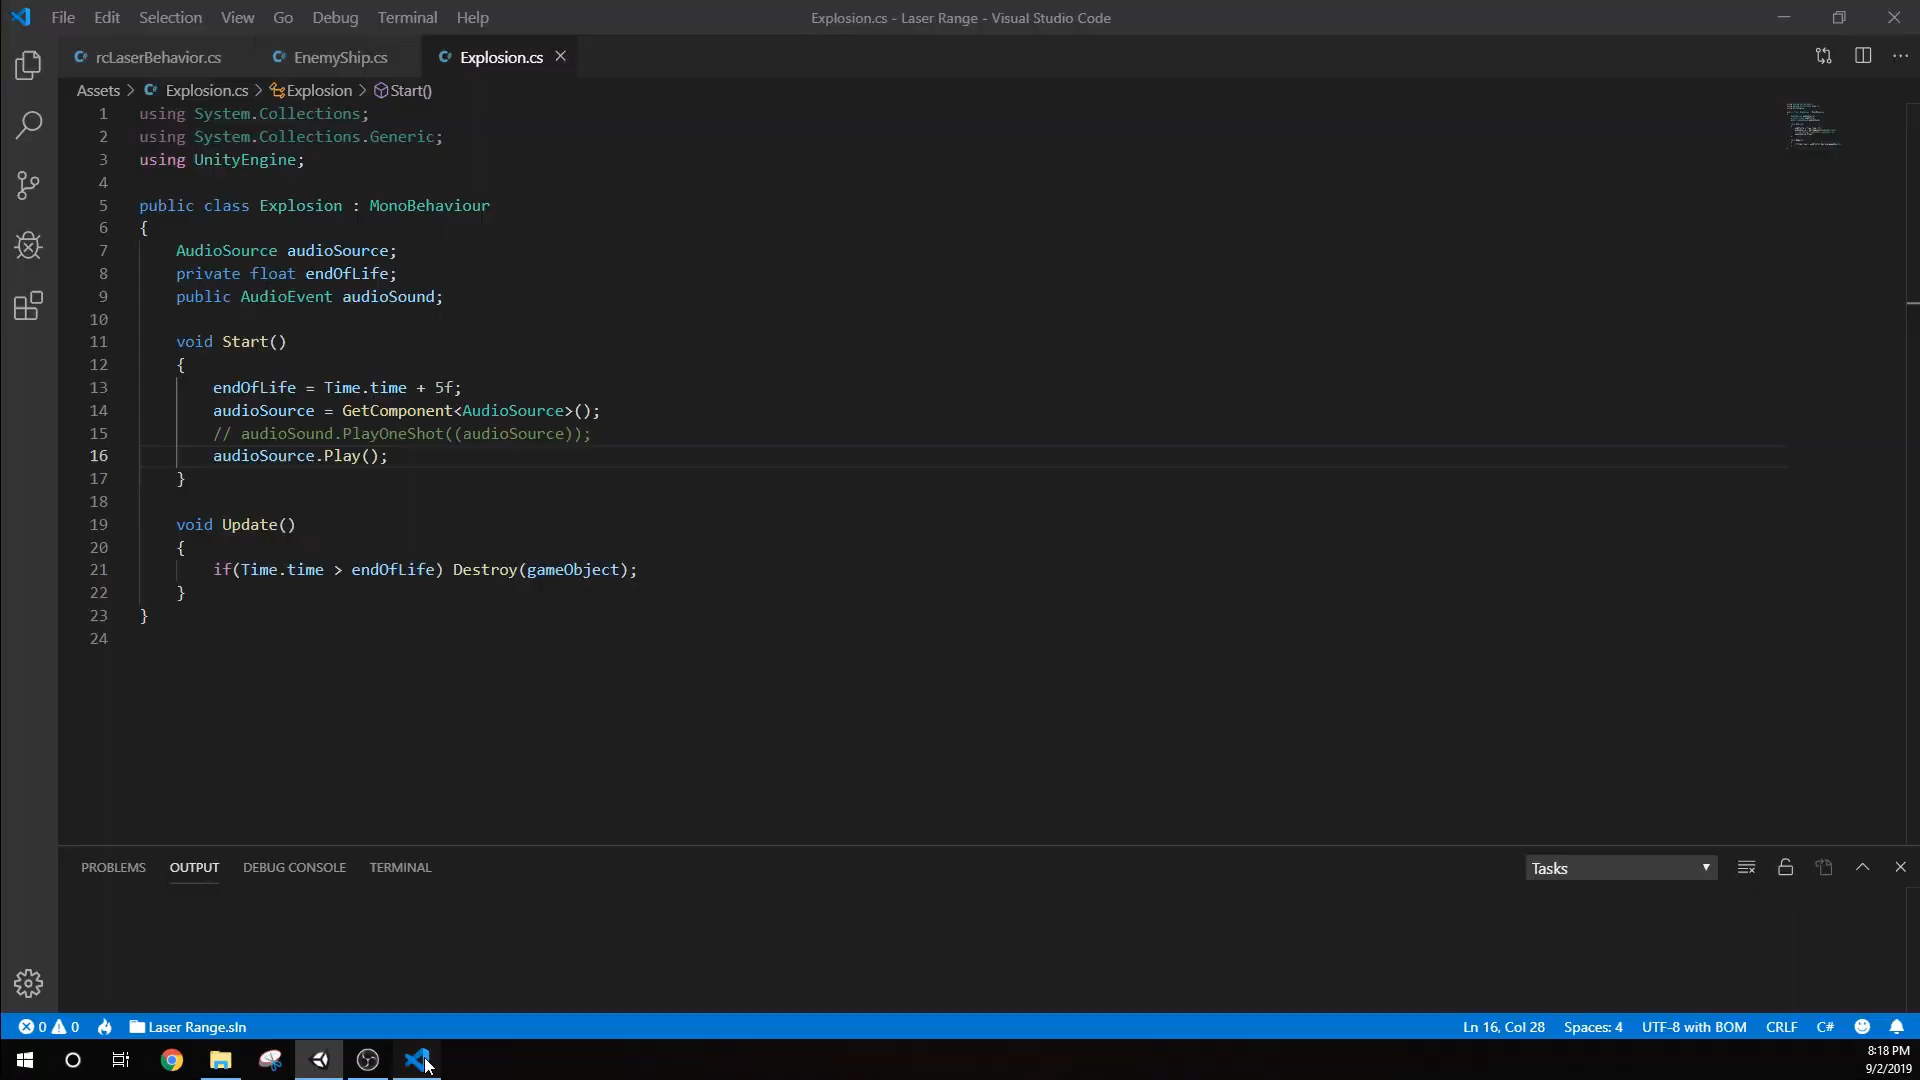 File Edit Selection View Go Debug Terminal Help
Explosion.cs - Laser Range - Visual Studio Code
rcLaserBehavior.cs EnemyShip.cs Explosion.cs
Assets > Explosion.cs > Explosion > Start()
1 using System.Collections;
2 using System.Collections.Generic;
3 using UnityEngine;
4
5 public class Explosion : MonoBehaviour
6 {
7 AudioSource audioSource;
8 private float endOfLife;
9 public AudioEvent audioSound;
10
11 void Start()
12 {
13 endOfLife = Time.time + 5f;
14 audioSource = GetComponent<AudioSource>();
15 // audioSound.PlayOneShot((audioSource));
16 audioSource.Play();
17 }
18
19 void Update()
20 {
21 if(Time.time > endOfLife) Destroy(gameObject);
22 }
23 }
24
PROBLEMS OUTPUT DEBUG CONSOLE TERMINAL
Tasks
0 0 Laser Range.sln
Ln 16, Col 28 Spaces: 4 UTF-8 with BOM CRLF C#
8:18 PM
9/2/2019